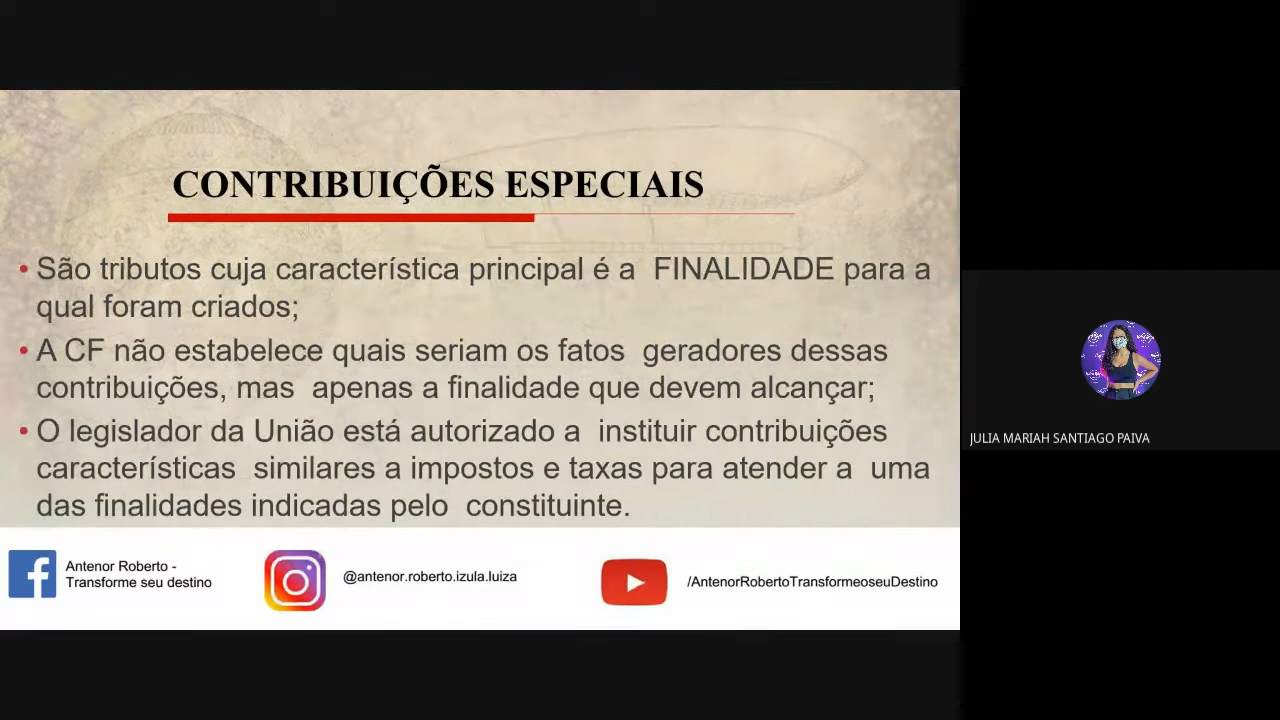 CONTRIBUIÇÕES ESPECIAIS
• São tributos cuja característica principal é a FINALIDADE para a
qual foram criados;
• A CF não estabelece quais seriam os fatos geradores dessas
contribuições, mas apenas a finalidade que devem alcançar;
• O legislador da União está autorizado a instituir contribuições
características similares a impostos e taxas para atender a uma
das finalidades indicadas pelo constituinte.
Antenor Roberto -
Transforme seu destino
@antenor.roberto.izula.luiza
/AntenorRobertoTransformeoseuDestino
JULIA MARIAH SANTIAGO PAIVA